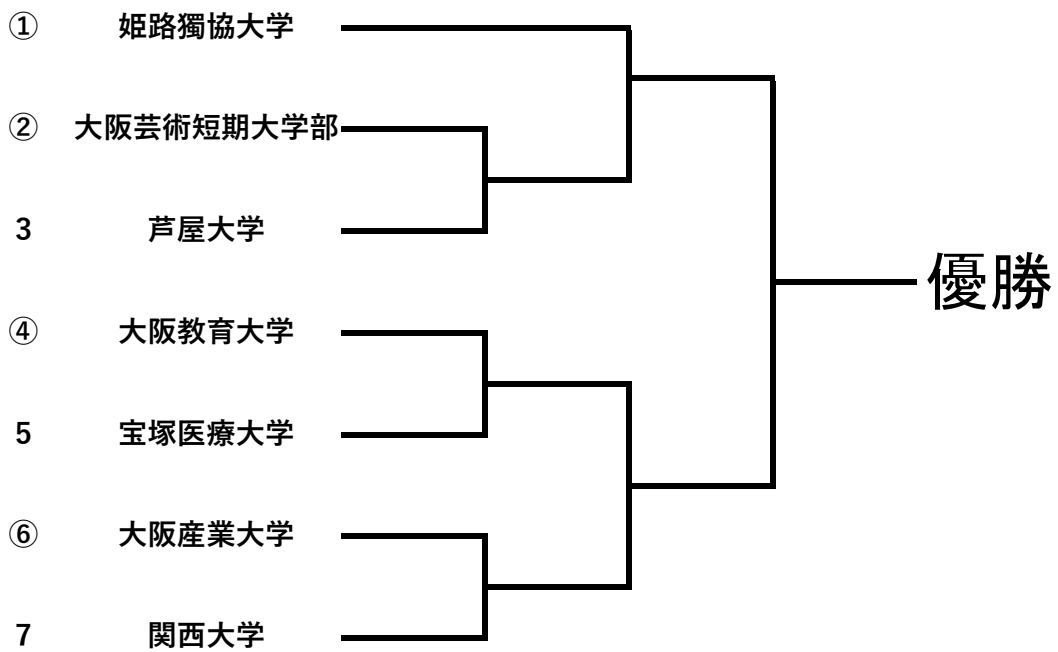 ① 姫路獨協大学
② 大阪芸術短期大学部
3 芦屋大学
優勝
④ 大阪教育大学
5 宝塚医療大学
⑥ 大阪産業大学
7 関西大学